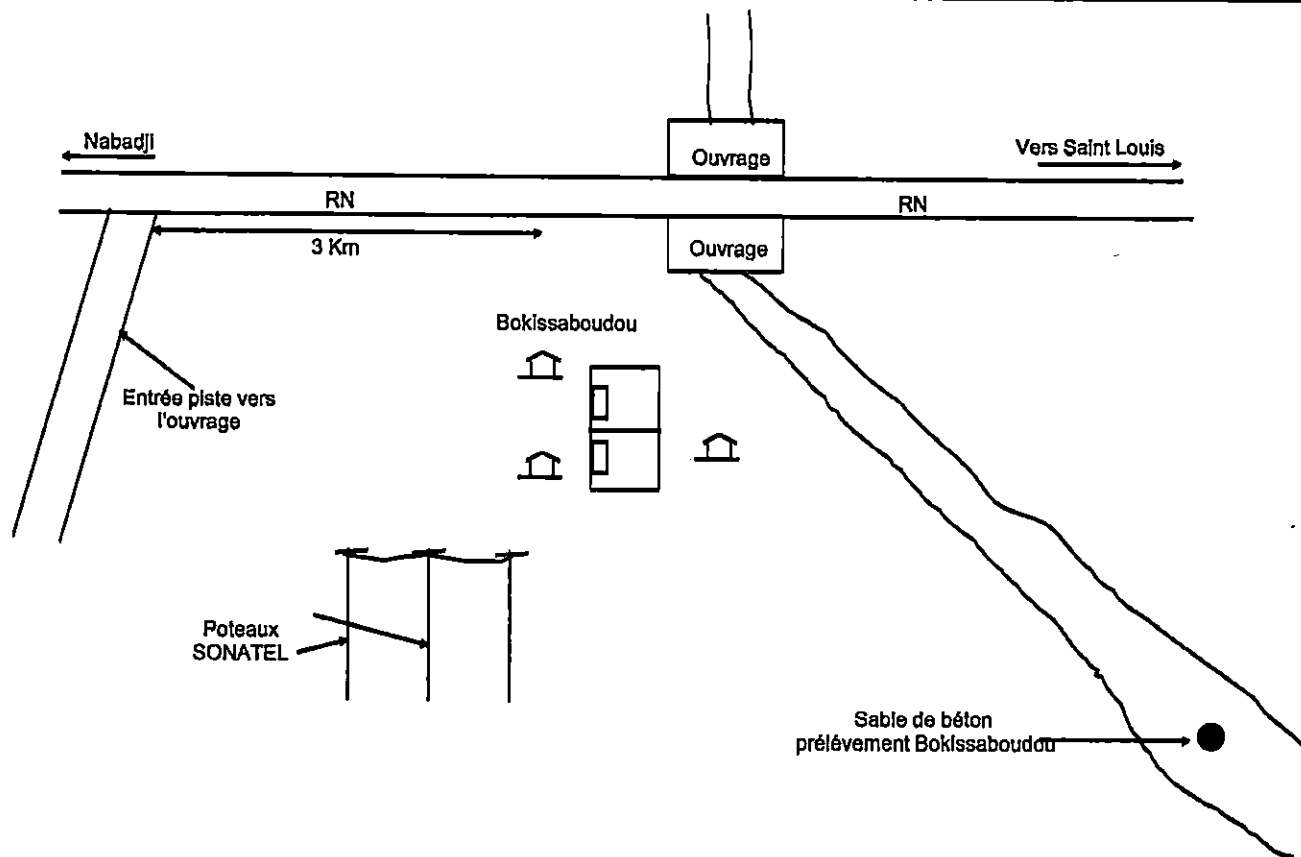 Nabadji
Ouvrage
Vers Saint Louis
RN
RN
3 Km
Ouvrage
Bokissaboudou
Entrée piste vers
l'ouvrage
Poteaux
SONATEL
Sable de béton
prélévement Bokissaboudou